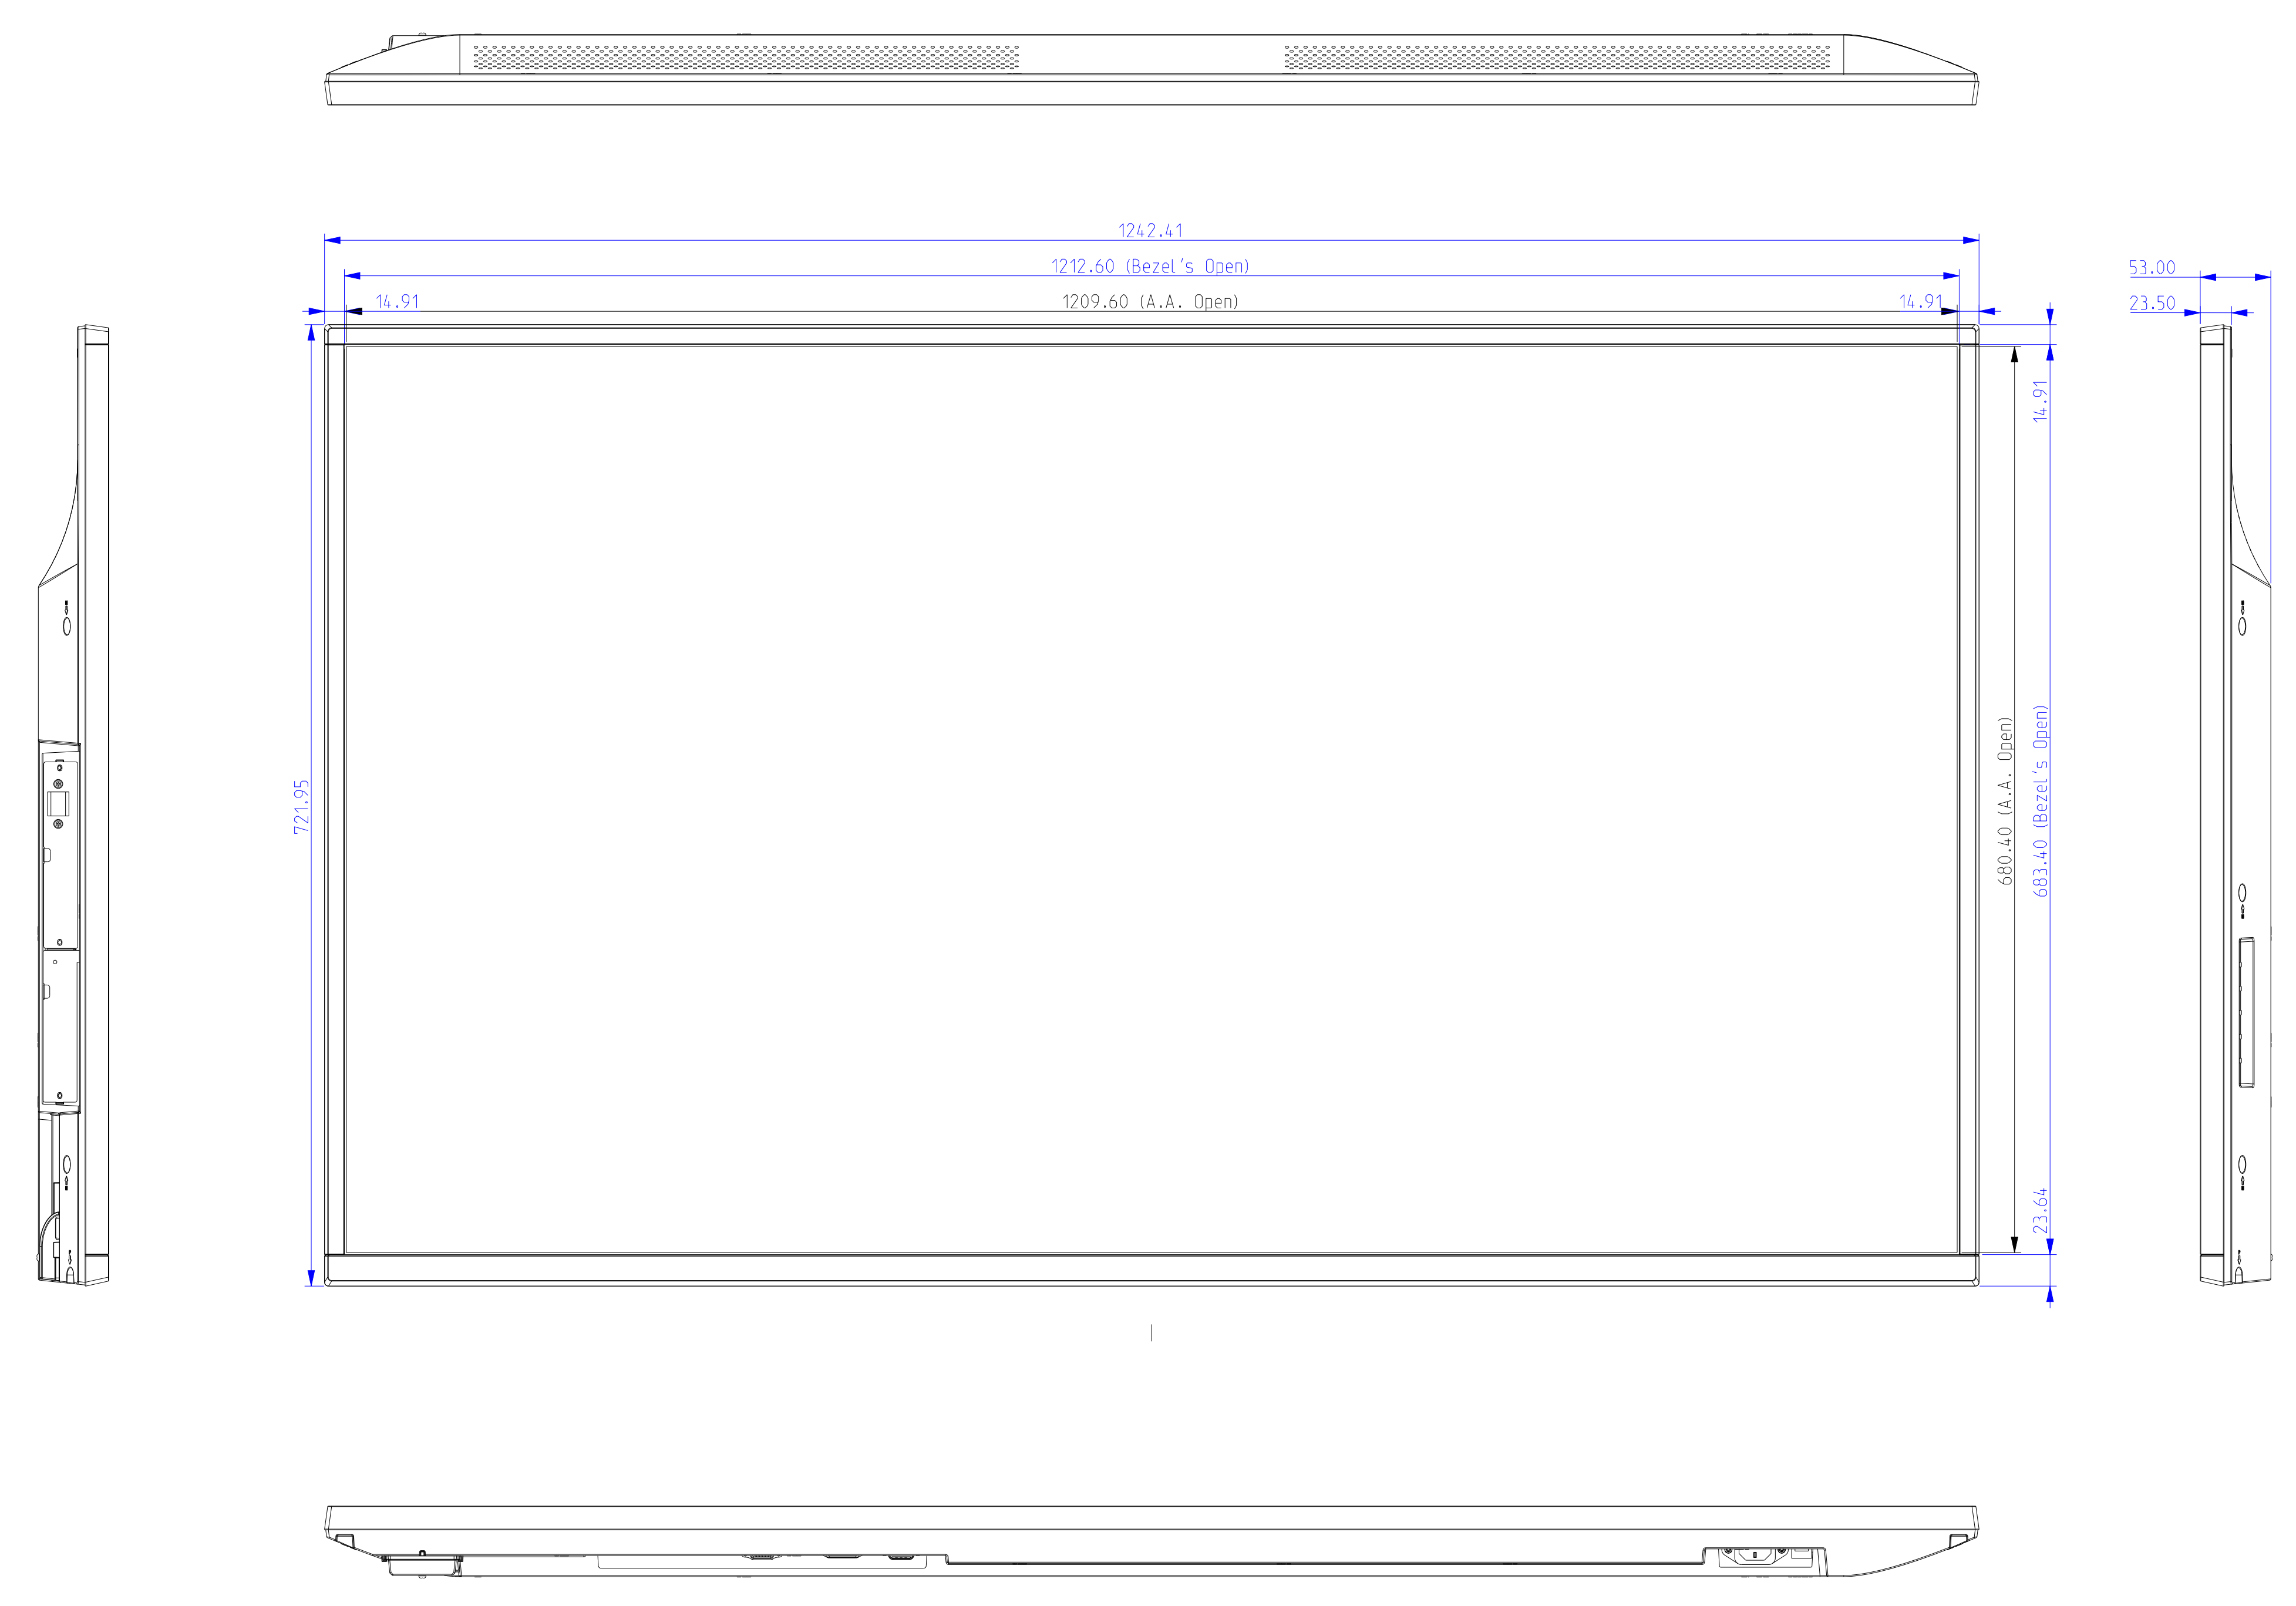 1242.41
1212.60 (Bezel's Open)
53.00
14.91
1209.60 (A.A. Open)
14.91
23.50
14.91
680.40 (A.A. Open)
683.40 (Bezel's Open)
721.95
23.64